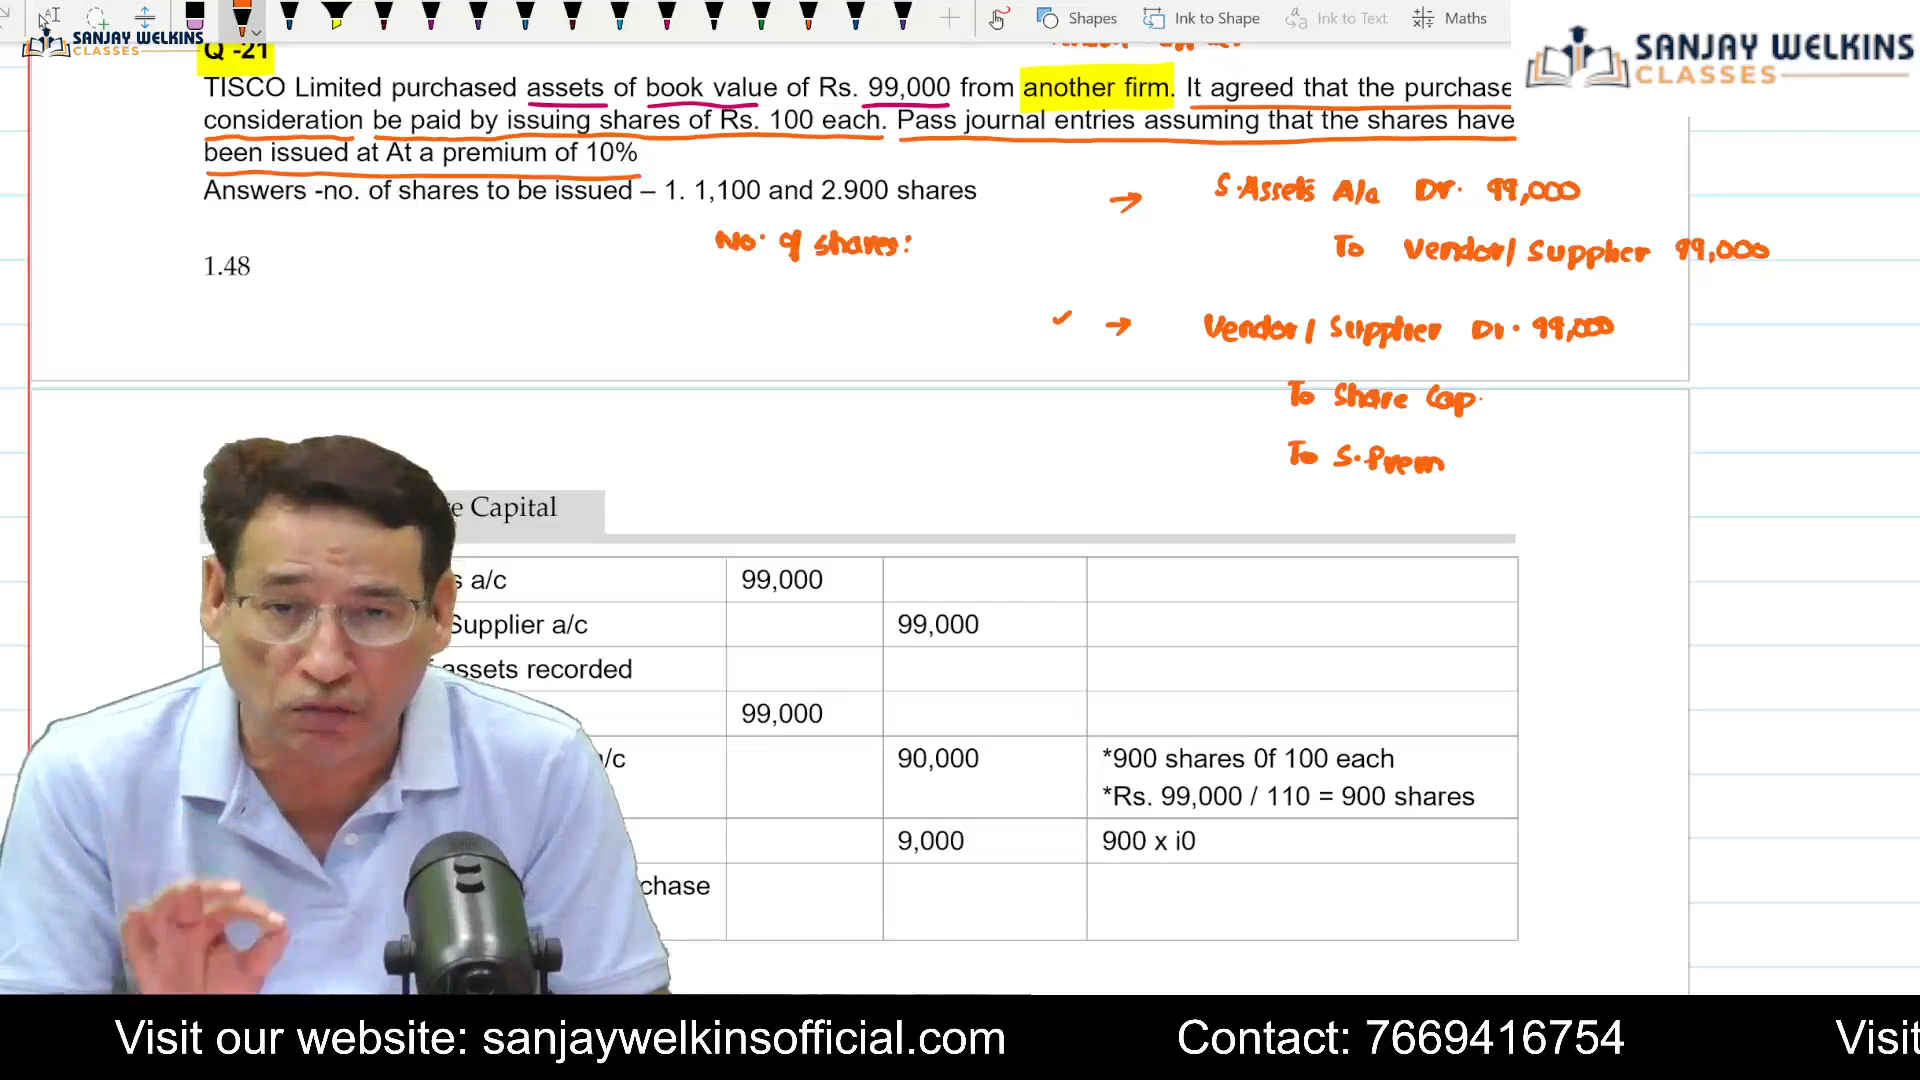 Shapes
Ink to Shape
Ink to Text
Maths
SANJAY WELKINS
CLASSES
SANJAY WELKINS
CLASSES
Q -21
TISCO Limited purchased assets of book value of Rs. 99,000 from another firm. It agreed that the purchase
consideration be paid by issuing shares of Rs. 100 each. Pass journal entries assuming that the shares have
been issued at At a premium of 10%
Answers -no. of shares to be issued – 1. 1,100 and 2.900 shares
→ S.Assets A/a Dr. 99,000
No. of shares:
To Vendor/ Supplier 99,000
1.48
✓ → Vendor/ Supplier Dr. 99,000
To Share Cap.
To S.Prem
e Capital
s a/c 99,000
Supplier a/c 99,000
assets recorded
99,000
/c 90,000 *900 shares 0f 100 each
*Rs. 99,000 / 110 = 900 shares
9,000 900 x i0
chase
Visit our website: sanjaywelkinsofficial.com Contact: 7669416754 Visit